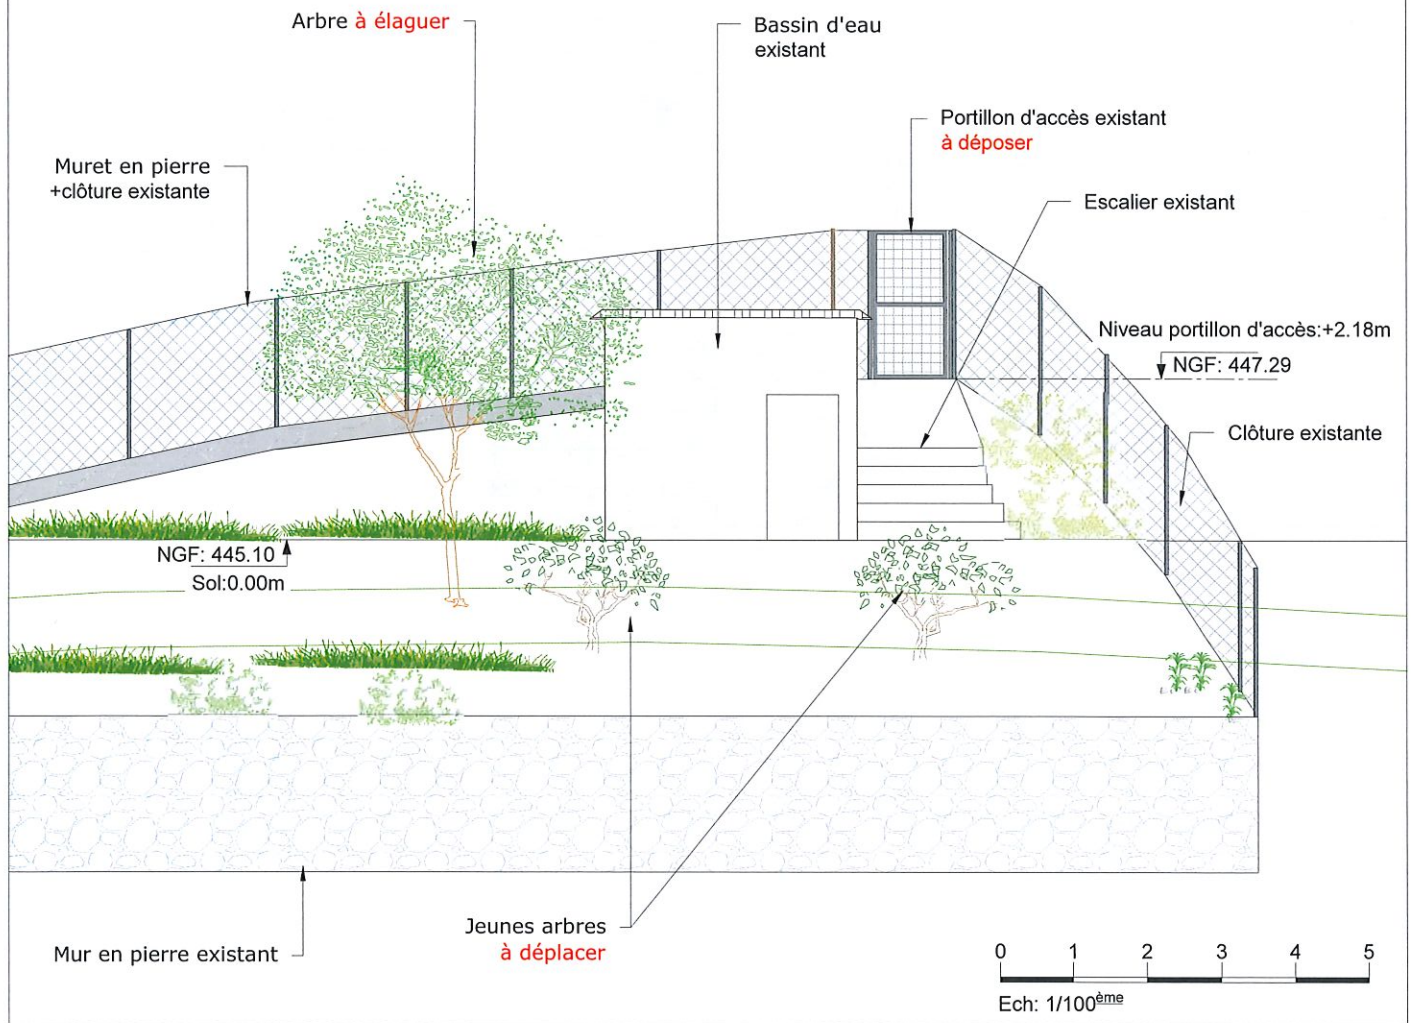 Arbre à élaguer
Bassin d'eau
existant
Portillon d'accès existant
à déposer
Muret en pierre
+clôture existante
Escalier existant
Niveau portillon d'accès:+2.18m
NGF: 447.29
Clôture existante
NGF: 445.10
Sol:0.00m
Jeunes arbres
à déplacer
Mur en pierre existant
0 1 2 3 4 5
Ech: 1/100ème